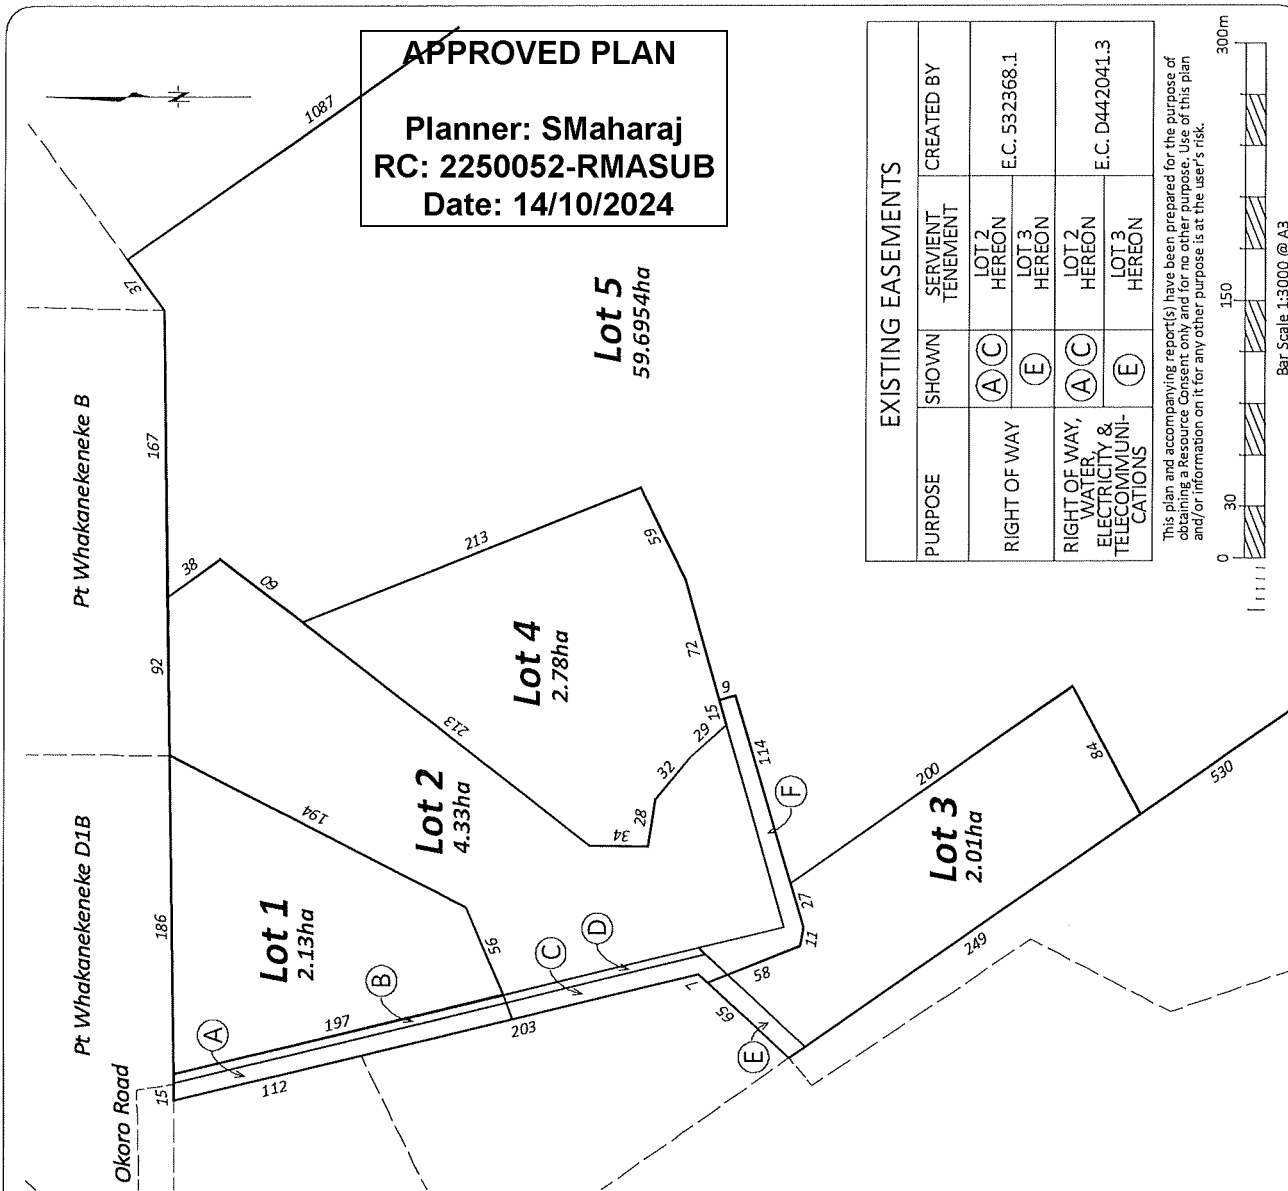 APPROVED PLAN
Planner: SMaharaj
RC: 2250052-RMASUB
Date: 14/10/2024
1087
37
Pt Whakanekeneke B
167
38
60
92
213
59
Lot 5
59.6954ha
Lot 4
2.78ha
72
9
15
29
32
28
34
213
114
F
Lot 2
4.33ha
194
Pt Whakanekeneke D1B
186
Lot 1
2.13ha
56
A
B
C
D
197
203
112
15
Okoro Road
27
11
58
7
65
E
Lot 3
2.01ha
200
84
530
249
EXISTING EASEMENTS
PURPOSE
SHOWN
SERVIENT
TENEMENT
CREATED BY
RIGHT OF WAY
A C
LOT 2
HEREON
E.C. 532368.1
E
LOT 3
HEREON
RIGHT OF WAY,
WATER,
ELECTRICITY &
TELECOMMUNI-
CATIONS
A C
LOT 2
HEREON
E.C. D442041.3
E
LOT 3
HEREON
This plan and accompanying report(s) have been prepared for the purpose of
obtaining a Resource Consent only and for no other purpose. Use of this plan
and/or information on it for any other purpose is at the user's risk.
0
30
150
300m
Bar Scale 1:3000 @ A3